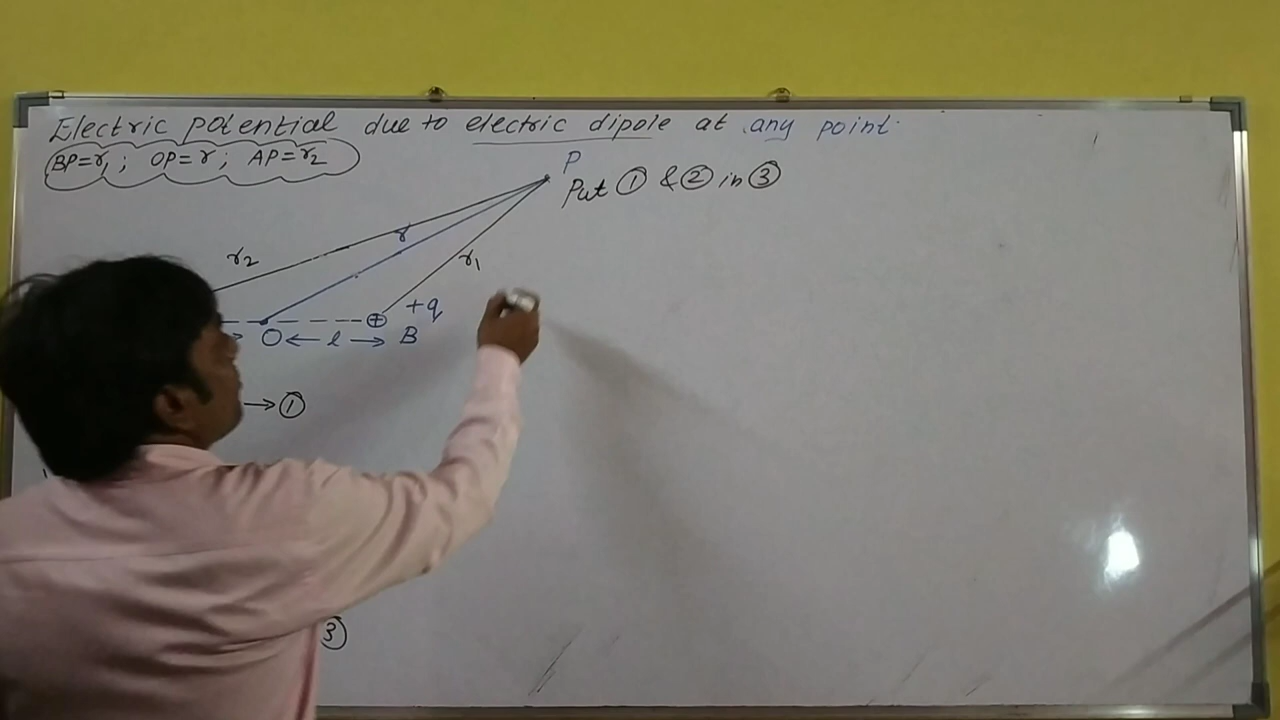 Electric potential due to electric dipole at any point.
BP=r₁ ; OP=r ; AP=r₂
P
Put ① & ② in ③
r₂
r
r₁
+q
O ← l → B
→ ①
③